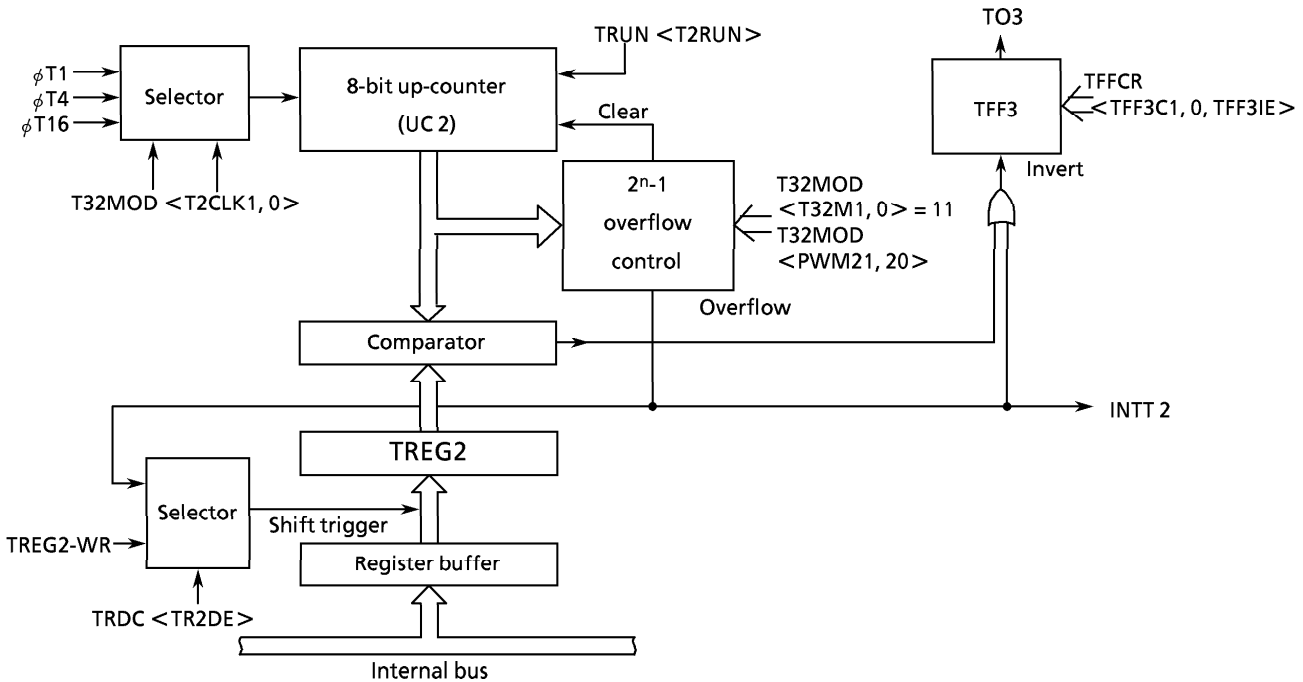 TO3
TRUN <T2RUN>
φT1
φT4
φT16
Selector
8-bit up-counter
(UC 2)
TFF3
TFFCR
<TFF3C1, 0, TFF3IE>
Clear
Invert
T32MOD <T2CLK1, 0>
2ⁿ-1
overflow
control
T32MOD
<T32M1, 0> = 11
T32MOD
<PWM21, 20>
Overflow
Comparator
INTT 2
TREG2
Selector
Shift trigger
TREG2-WR
Register buffer
TRDC <TR2DE>
Internal bus